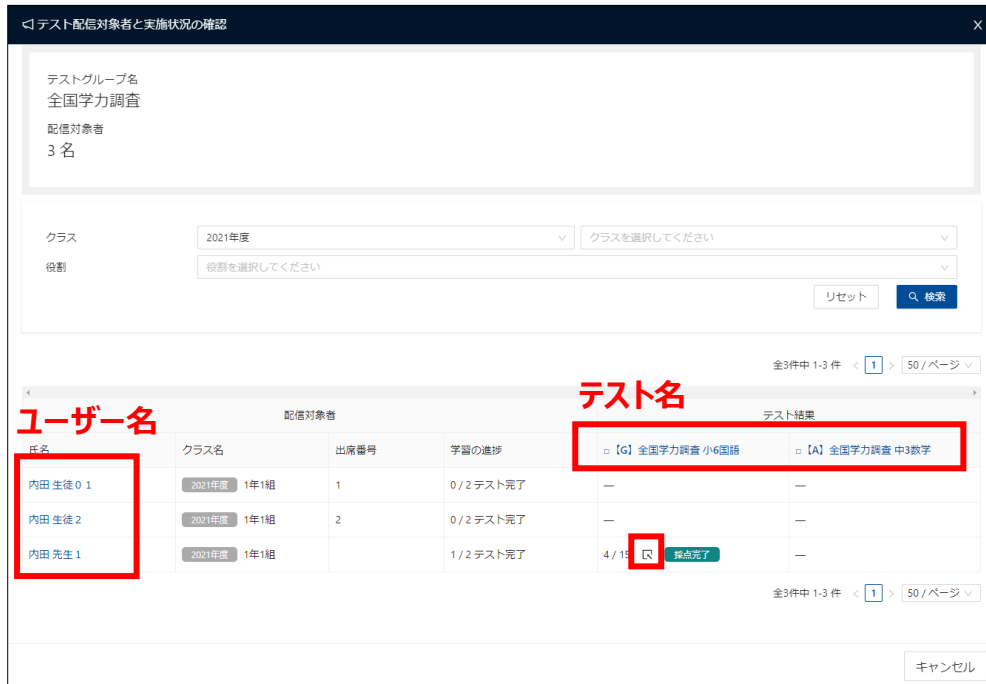 テスト配信対象者と実施状況の確認
テストグループ名
全国学力調査
配信対象者
3 名
クラス 2021年度 クラスを選択してください
役割 役割を選択してください
リセット 検索
全3件中 1-3 件 < 1 > 50 / ページ
ユーザー名 テスト名
配信対象者 テスト結果
氏名 クラス名 出席番号 学習の進捗 □【G】全国学力調査 小6国語 □【A】全国学力調査 中3数学
内田 生徒０１ 2021年度 1年1組 1 0 / 2 テスト完了 — —
内田 生徒２ 2021年度 1年1組 2 0 / 2 テスト完了 — —
内田 先生１ 2021年度 1年1組 1 / 2 テスト完了 4 / 15 採点完了 —
全3件中 1-3 件 < 1 > 50 / ページ
キャンセル